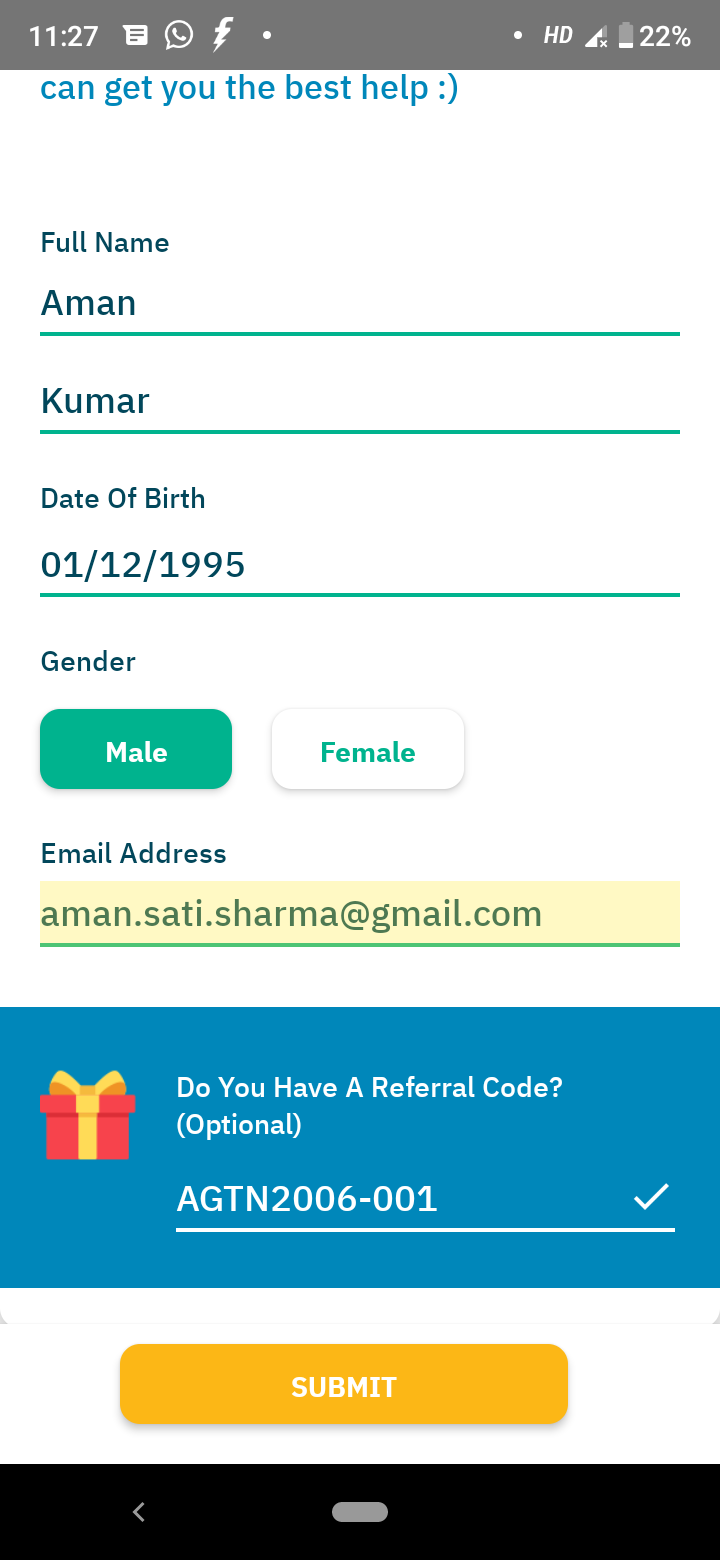 11:27 HD 22%
can get you the best help :)
Full Name
Aman
Kumar
Date Of Birth
01/12/1995
Gender
Male Female
Email Address
aman.sati.sharma@gmail.com
Do You Have A Referral Code?
(Optional)
AGTN2006-001
SUBMIT